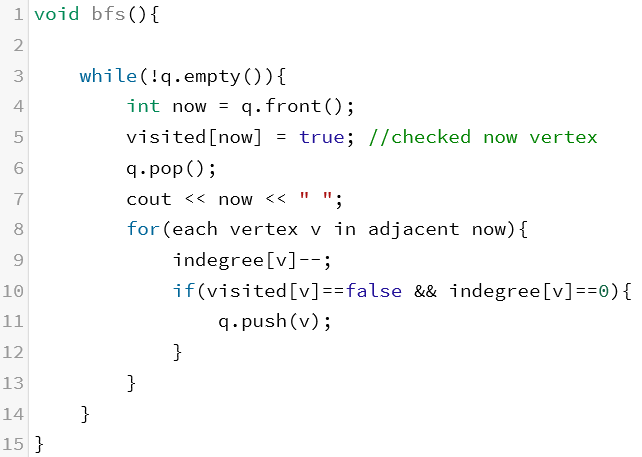 1 void bfs(){
2
3     while(!q.empty()){
4         int now = q.front();
5         visited[now] = true; //checked now vertex
6         q.pop();
7         cout << now << " ";
8         for(each vertex v in adjacent now){
9             indegree[v]--;
10             if(visited[v]==false && indegree[v]==0){
11                 q.push(v);
12             }
13         }
14     }
15 }